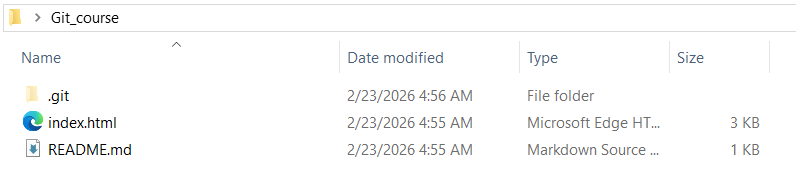 Git_course
Name Date modified Type Size
.git 2/23/2026 4:56 AM File folder
index.html 2/23/2026 4:55 AM Microsoft Edge HT... 3 KB
README.md 2/23/2026 4:55 AM Markdown Source ... 1 KB